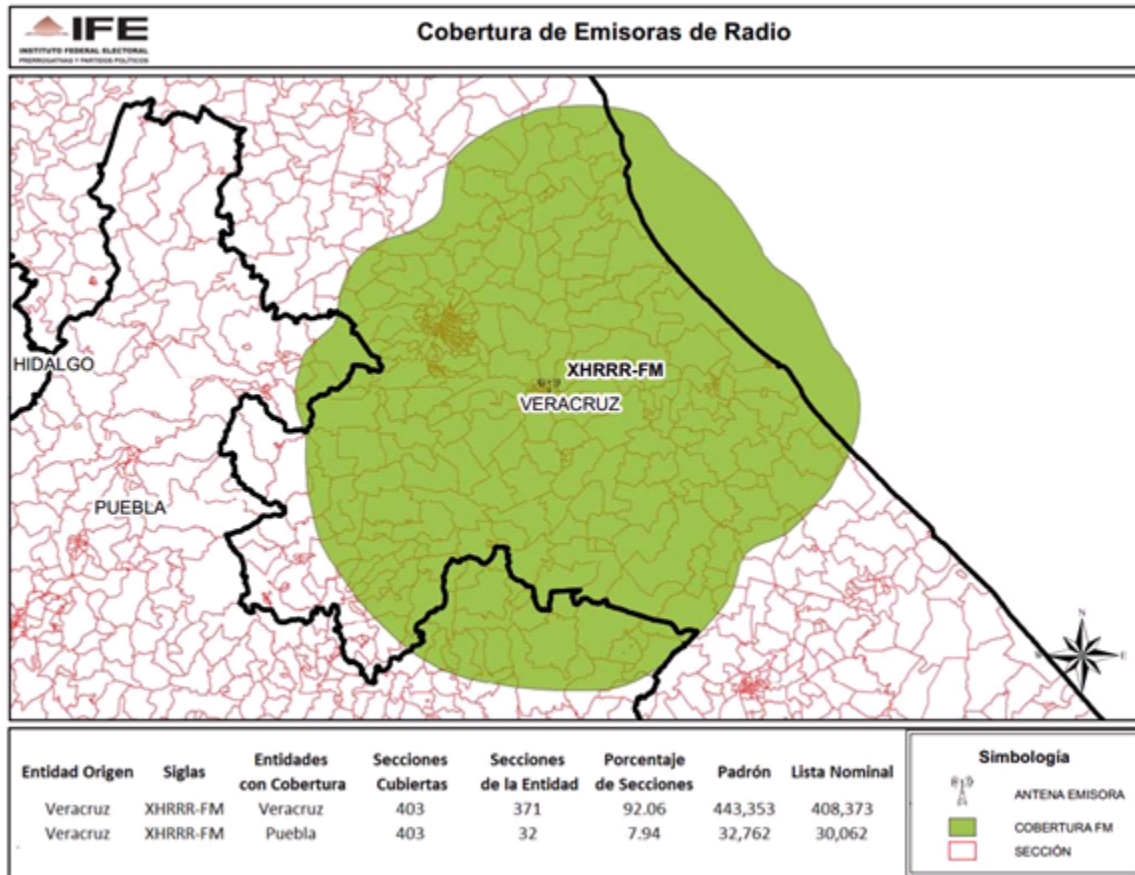 IFE
INSTITUTO FEDERAL ELECTORAL
PRERROGATIVAS Y PARTIDOS POLÍTICOS
Cobertura de Emisoras de Radio
HIDALGO
XHRRR-FM
VERACRUZ
PUEBLA
N
E
Entidad Origen Siglas Entidades con Cobertura Secciones Cubiertas Secciones de la Entidad Porcentaje de Secciones Padrón Lista Nominal
Veracruz XHRRR-FM Veracruz 403 371 92.06 443,353 408,373
Veracruz XHRRR-FM Puebla 403 32 7.94 32,762 30,062
Simbología
ANTENA EMISORA
COBERTURA FM
SECCIÓN